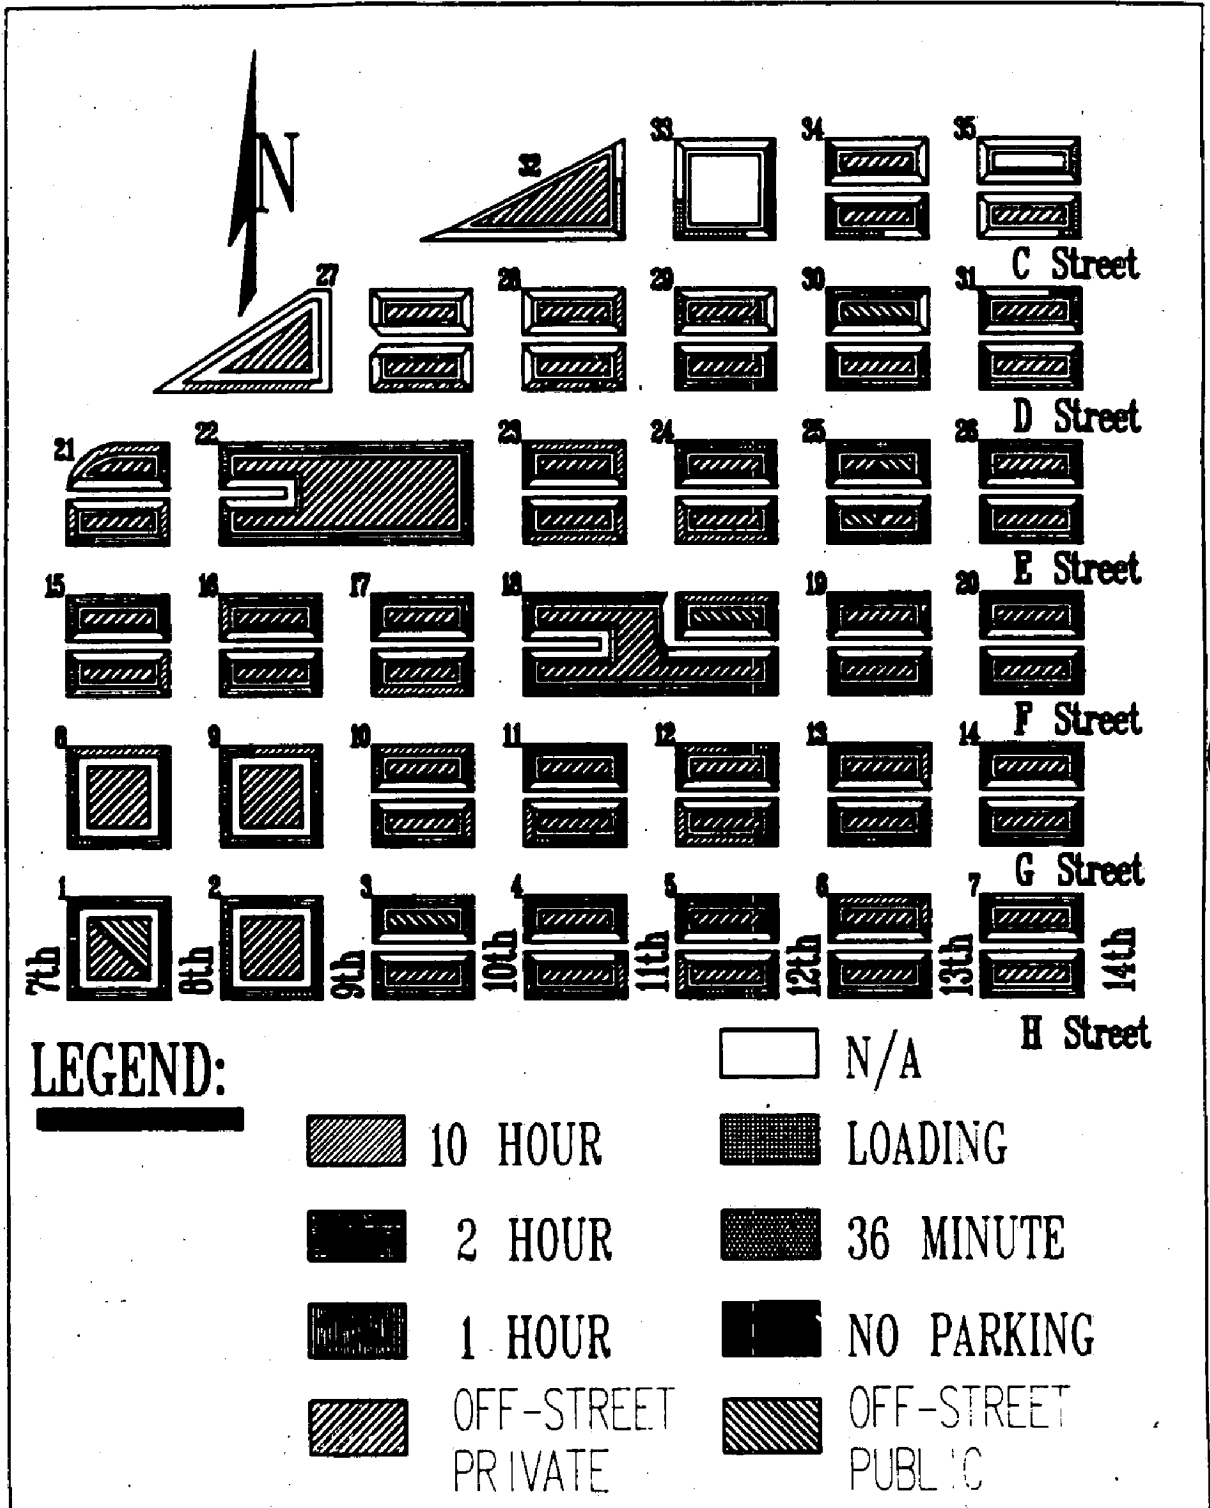 N
32
33
34
35
C Street
27
28
29
30
31
D Street
21
22
23
24
25
26
E Street
15
16
17
18
19
20
F Street
8
9
10
11
12
13
14
G Street
1
2
3
4
5
6
7
7th
8th
9th
10th
11th
12th
13th
14th
H Street
LEGEND:
N/A
10 HOUR
LOADING
2 HOUR
36 MINUTE
1 HOUR
NO PARKING
OFF-STREET
PRIVATE
OFF-STREET
PUBLIC